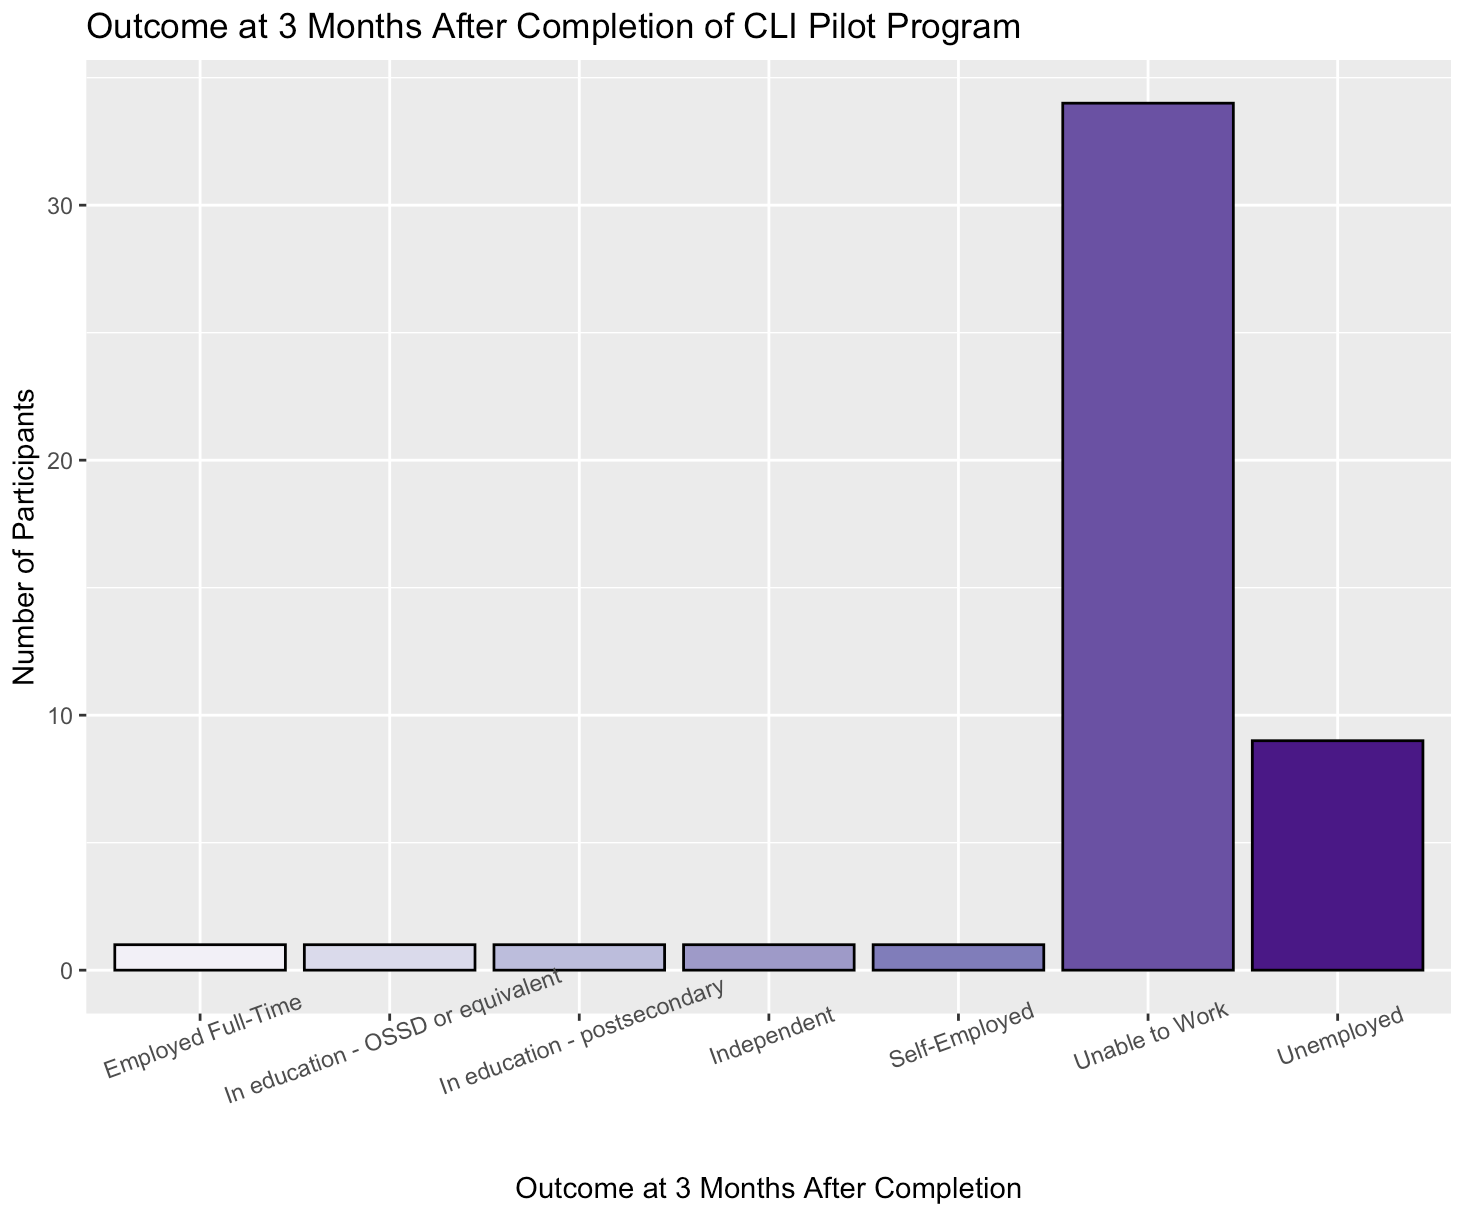 Outcome at 3 Months After Completion of CLI Pilot Program
Number of Participants
30
20
10
0
Employed Full-Time
In education - OSSD or equivalent
In education - postsecondary
Independent
Self-Employed
Unable to Work
Unemployed
Outcome at 3 Months After Completion